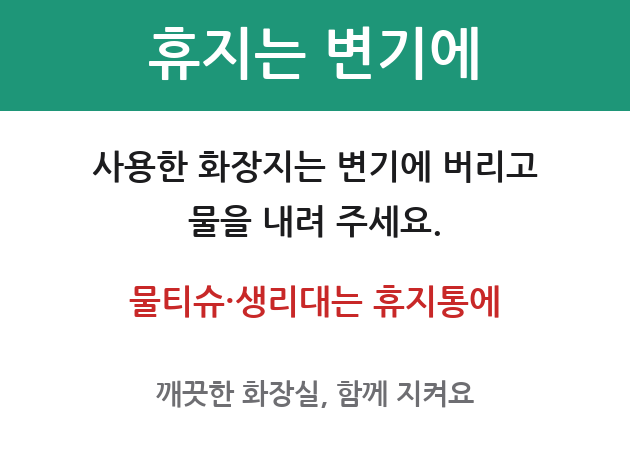 휴지는 변기에
사용한 화장지는 변기에 버리고
물을 내려 주세요.
물티슈·생리대는 휴지통에
깨끗한 화장실, 함께 지켜요